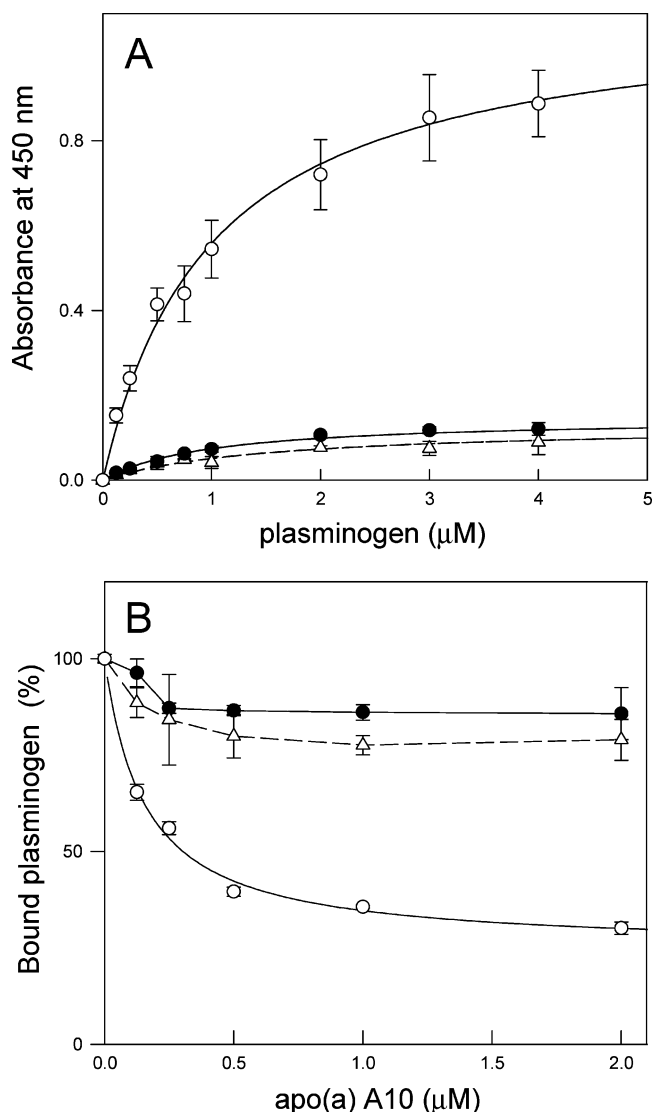 A
Absorbance at 450 nm
0.8
0.4
0.0
0 1 2 3 4 5
plasminogen (μM)
B
Bound plasminogen (%)
100
50
0
0.0 0.5 1.0 1.5 2.0
apo(a) A10 (μM)